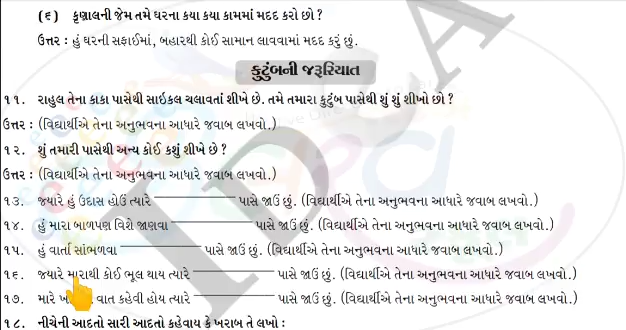 (૬) કૃણાલની જેમ તમે ઘરના કયા કયા કામમાં મદદ કરો છો ?
ઉત્તર : હું ઘરની સફાઈમાં, બહારથી કોઈ સામાન લાવવામાં મદદ કરું છું.
કુટુંબની જરૂરિયાત
૧૧. રાહુલ તેના કાકા પાસેથી સાઇકલ ચલાવતાં શીખે છે. તમે તમારા કુટુંબ પાસેથી શું શું શીખો છો ?
ઉત્તર : (વિદ્યાર્થીએ તેના અનુભવના આધારે જવાબ લખવો.)
૧૨. શું તમારી પાસેથી અન્ય કોઈ કશું શીખે છે ?
ઉત્તર : (વિદ્યાર્થીએ તેના અનુભવના આધારે જવાબ લખવો.)
૧૩. જયારે હું ઉદાસ હોઉં ત્યારે ________ પાસે જાઉં છું. (વિદ્યાર્થીએ તેના અનુભવના આધારે જવાબ લખવો.)
૧૪. હું મારા બાળપણ વિશે જાણવા ________ પાસે જાઉં છું. (વિદ્યાર્થીએ તેના અનુભવના આધારે જવાબ લખવો.)
૧૫. હું વાર્તા સાંભળવા ________ પાસે જાઉં છું. (વિદ્યાર્થીએ તેના અનુભવના આધારે જવાબ લખવો.)
૧૬. જયારે મારાથી કોઈ ભૂલ થાય ત્યારે ________ પાસે જાઉં છું. (વિદ્યાર્થીએ તેના અનુભવના આધારે જવાબ લખવો.)
૧૭. મારે વાત કહેવી હોય ત્યારે ________ પાસે જાઉં છું. (વિદ્યાર્થીએ તેના અનુભવના આધારે જવાબ લખવો.)
૧૮. નીચેની આદતો સારી આદતો કહેવાય કે ખરાબ તે લખો :